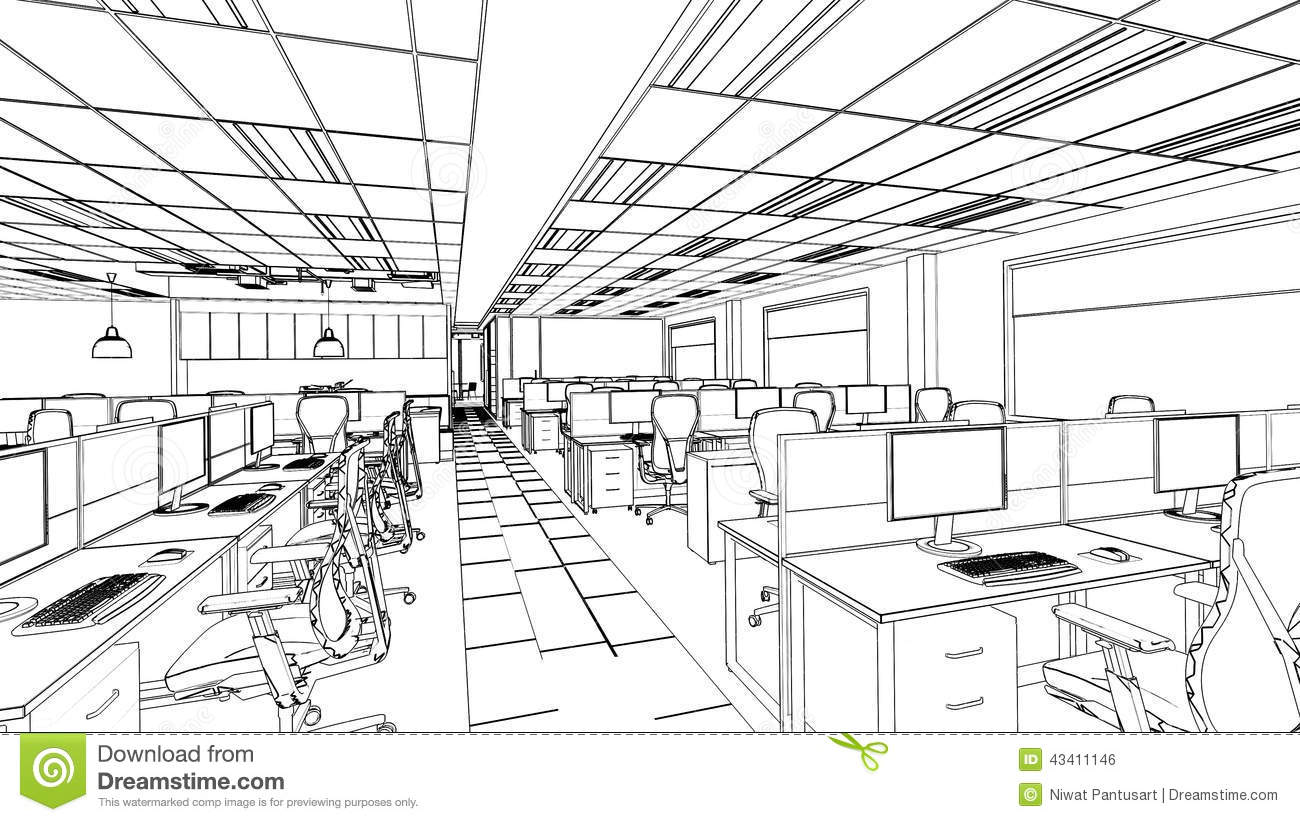 Download from
Dreamstime.com
This watermarked comp image is for previewing purposes only.
ID 43411146
© Niwat Pantusart | Dreamstime.com